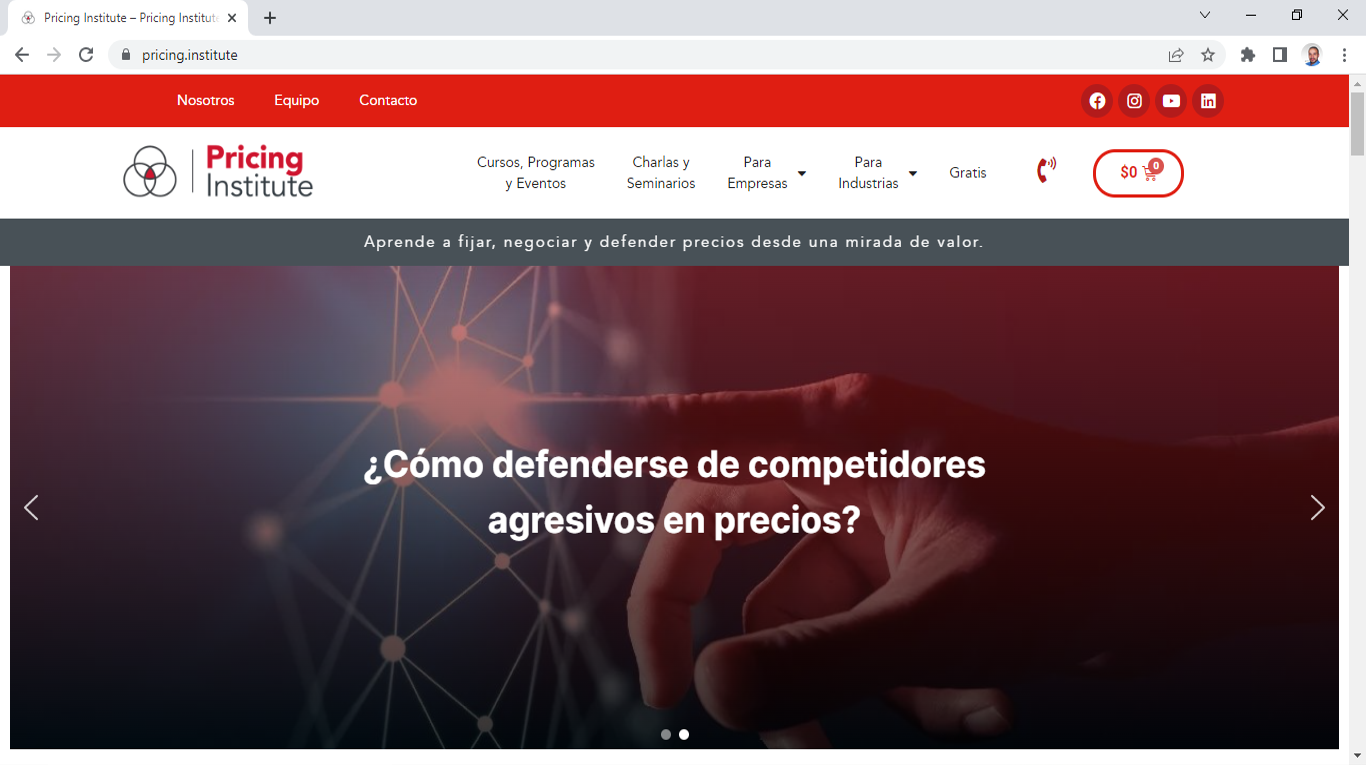 Pricing Institute – Pricing Institute
pricing.institute
Nosotros
Equipo
Contacto
Pricing
Institute
Cursos, Programas
y Eventos
Charlas y
Seminarios
Para
Empresas
Para
Industrias
Gratis
$0
0
Aprende a fijar, negociar y defender precios desde una mirada de valor.
¿Cómo defenderse de competidores
agresivos en precios?